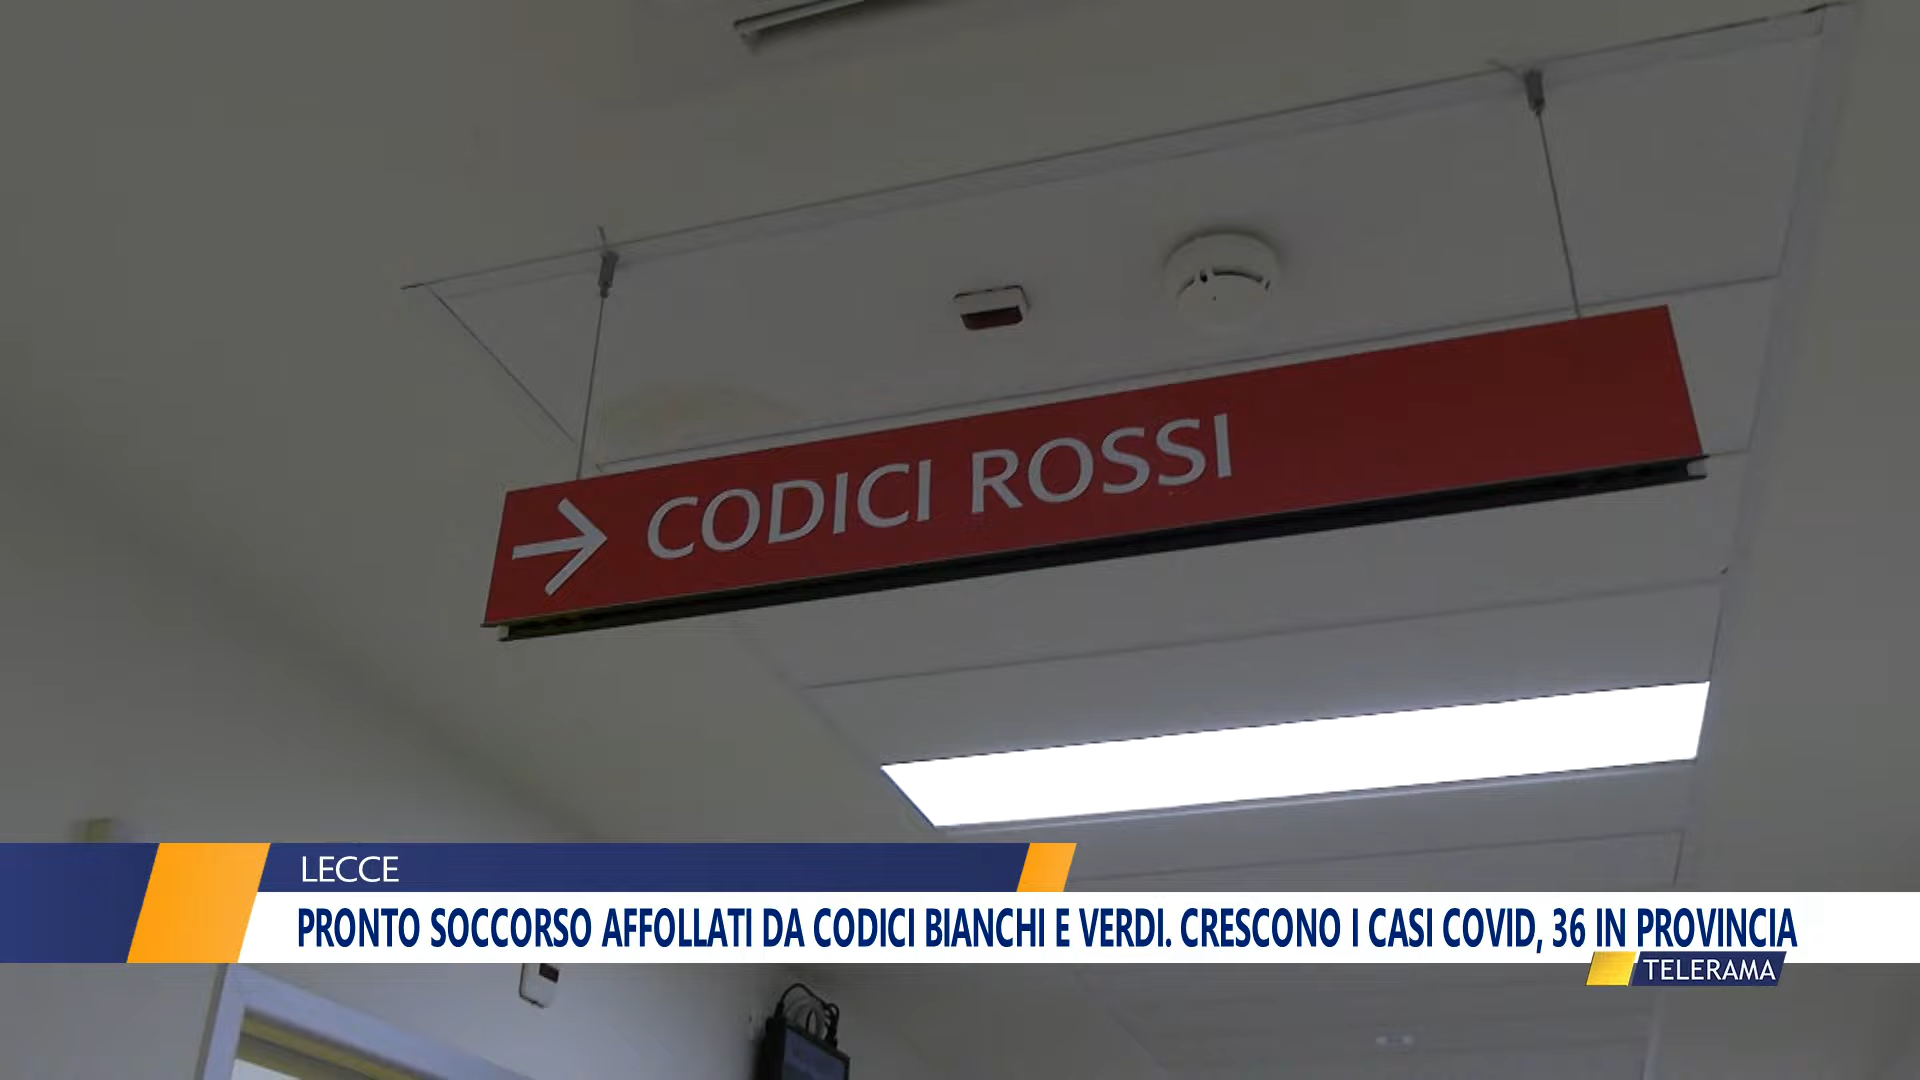 CODICI ROSSI
LECCE
PRONTO SOCCORSO AFFOLLATI DA CODICI BIANCHI E VERDI. CRESCONO I CASI COVID, 36 IN PROVINCIA
TELERAMA